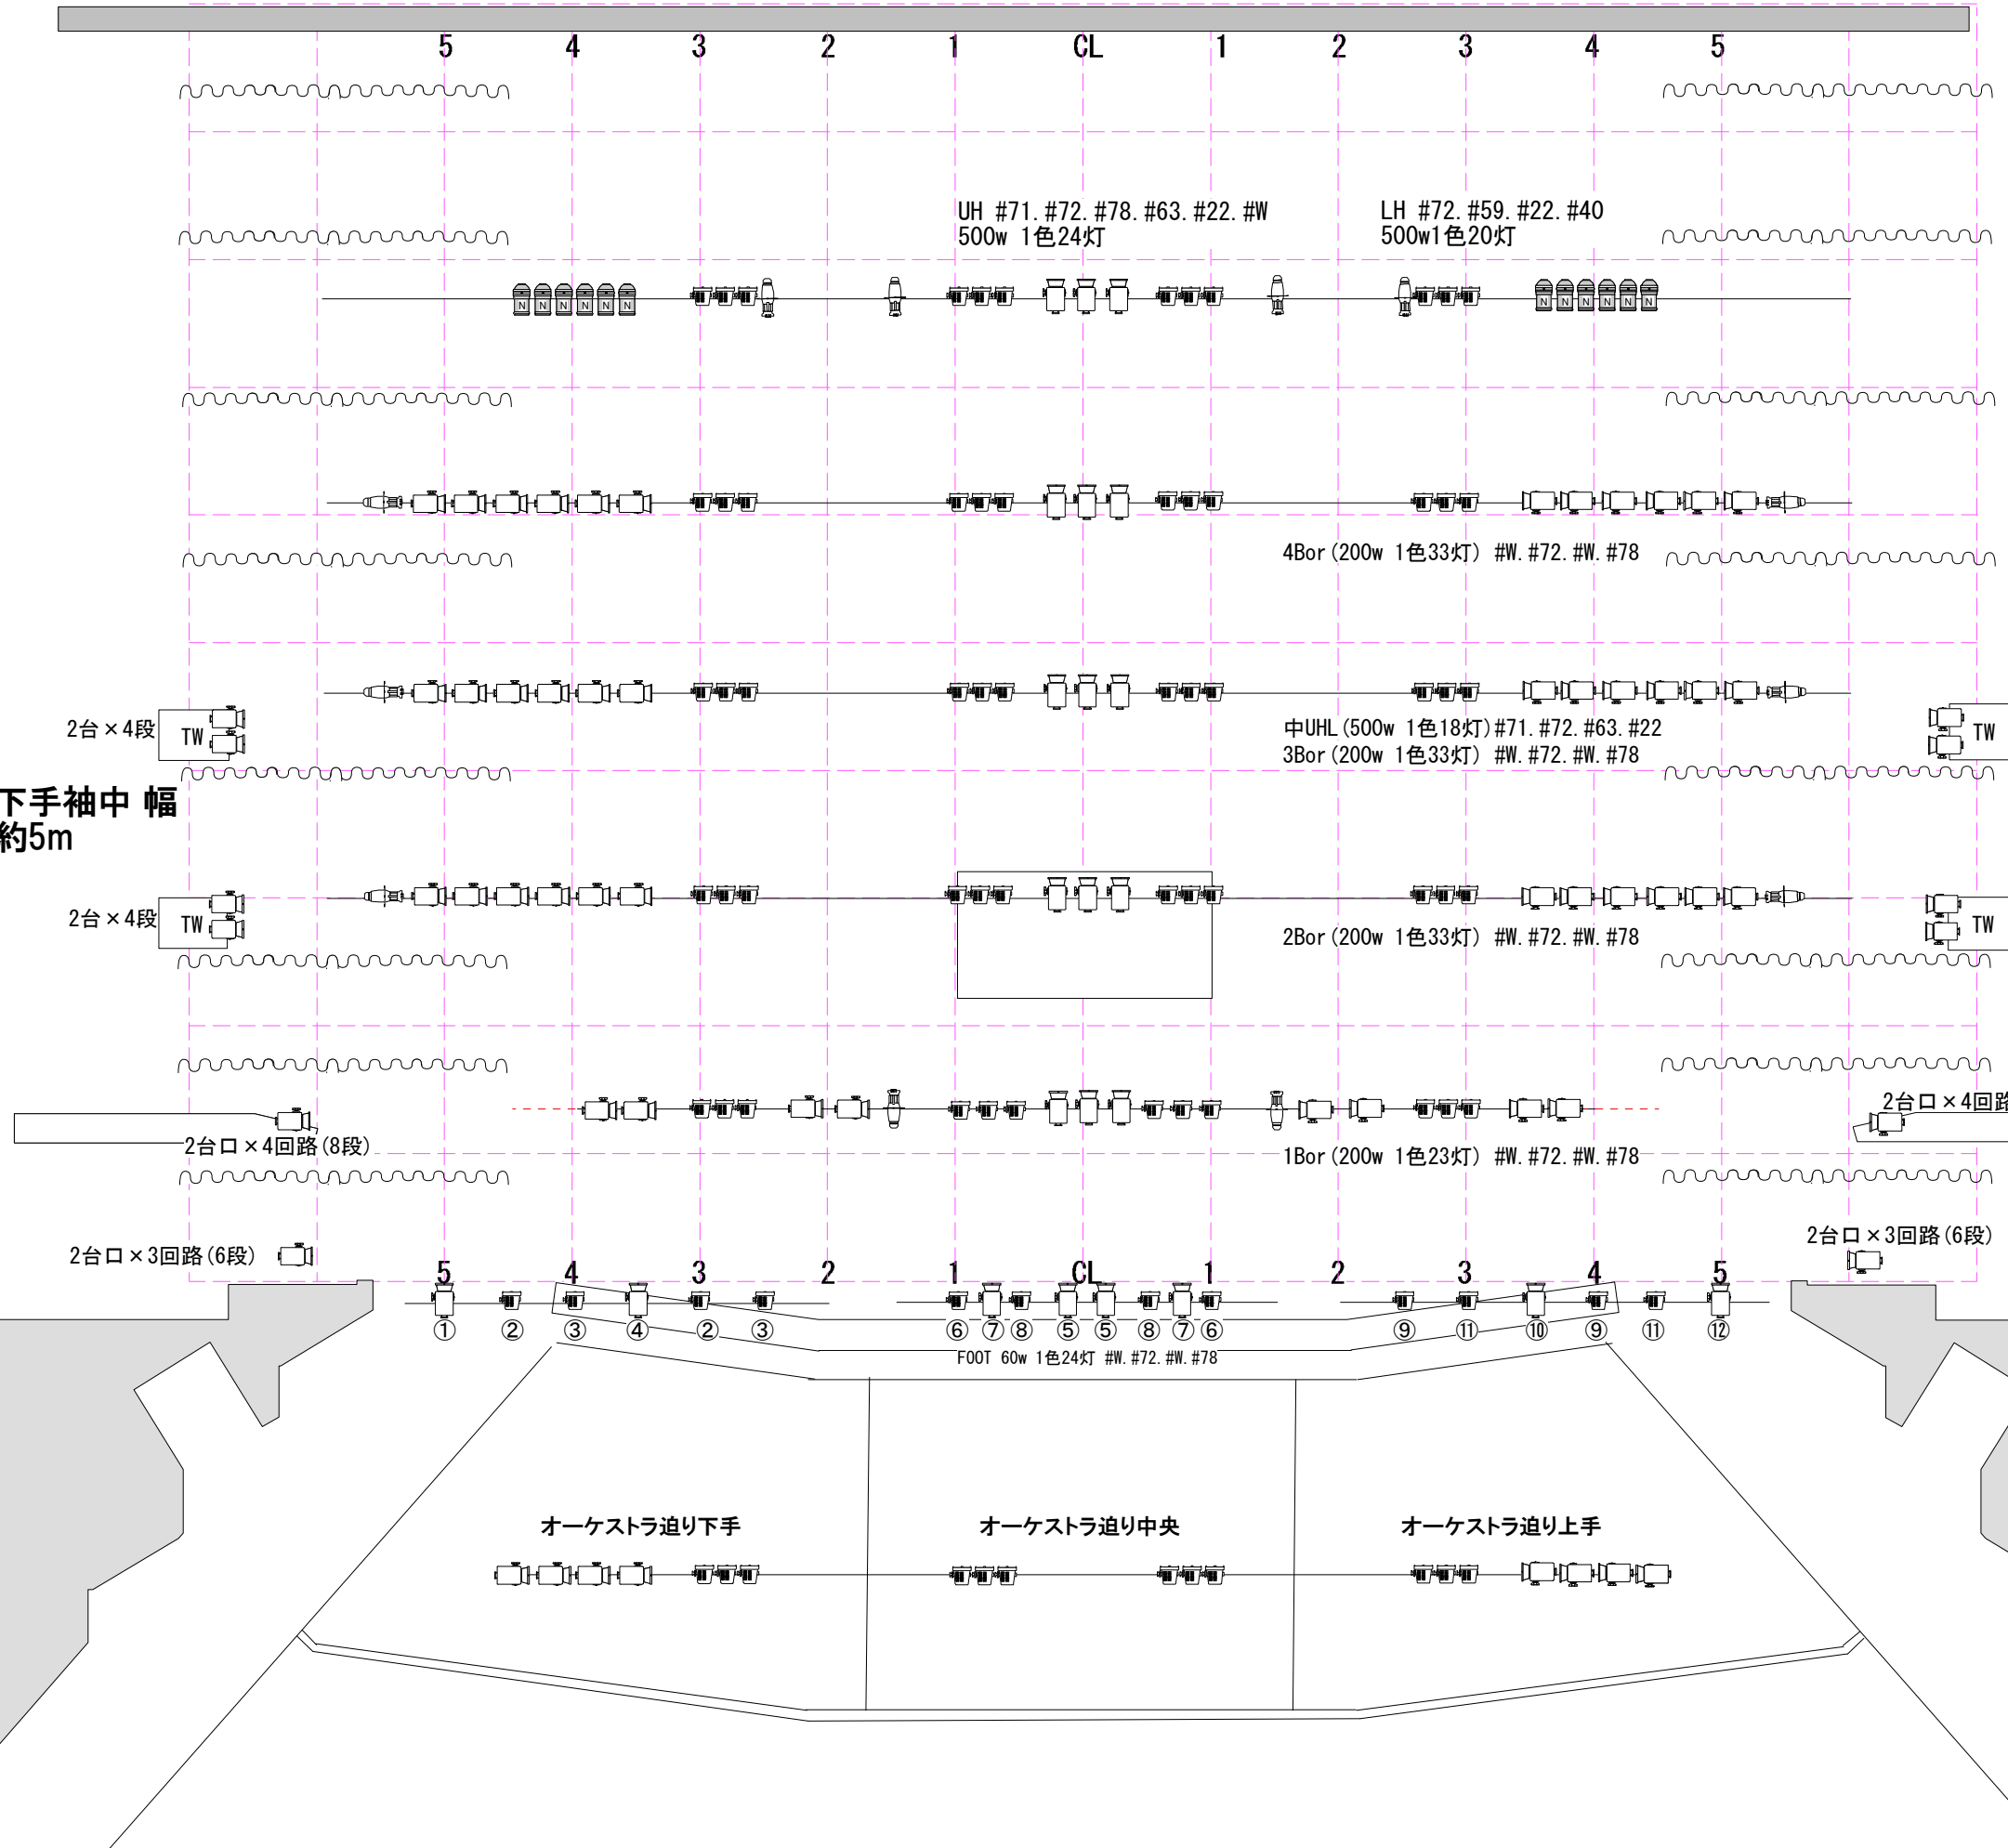 5 4 3 2 1 CL 1 2 3 4 5
UH #71.#72.#78.#63.#22.#W
500w 1色24灯
LH #72.#59.#22.#40
500w1色20灯
N N N N N N
N N N N N N
4Bor(200w 1色33灯) #W.#72.#W.#78
2台×4段
TW
中UHL(500w 1色18灯)#71.#72.#63.#22
3Bor(200w 1色33灯) #W.#72.#W.#78
TW
下手袖中 幅
約5m
2台×4段
TW
2Bor(200w 1色33灯) #W.#72.#W.#78
TW
2台口×4回路(8段)
2台口×4回路
1Bor(200w 1色23灯) #W.#72.#W.#78
2台口×3回路(6段)
2台口×3回路(6段)
5 4 3 2 1 CL 1 2 3 4 5
① ② ③ ④ ② ③ ⑥ ⑦ ⑧ ⑤ ⑤ ⑧ ⑦ ⑥ ⑨ ⑪ ⑩ ⑨ ⑪ ⑫
FOOT 60w 1色24灯 #W.#72.#W.#78
オーケストラ迫り下手
オーケストラ迫り中央
オーケストラ迫り上手